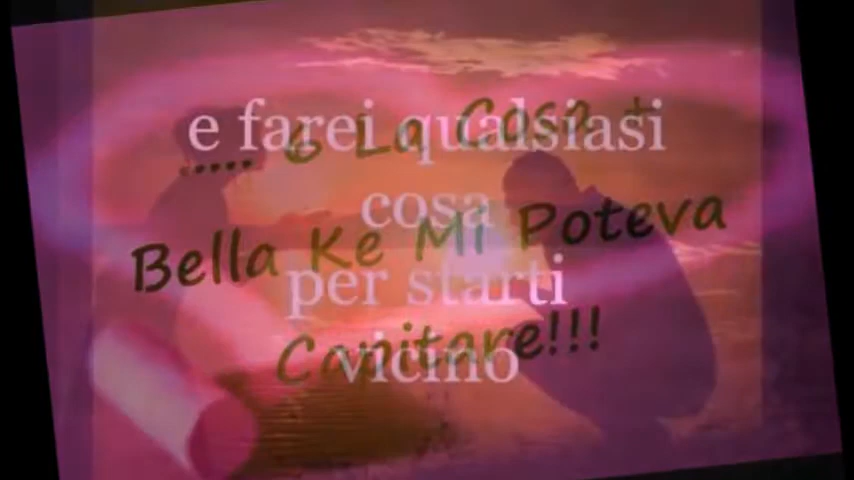 e farei qualsiasi
cosa
per starti
vicino
..... 6 La Cosa +
Bella Ke Mi Poteva
Capitare!!!